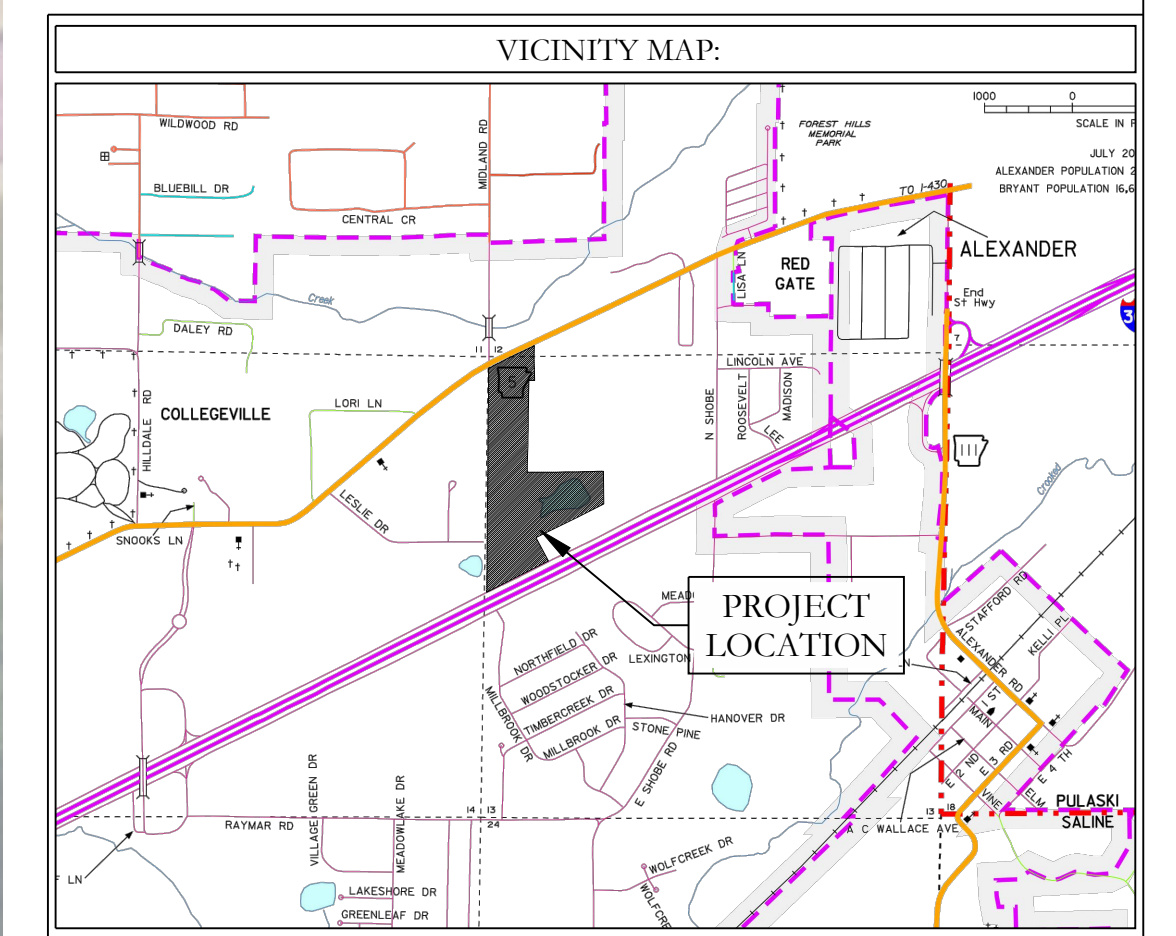 VICINITY MAP:
1000 0
SCALE IN F
JULY 20
ALEXANDER POPULATION 2
BRYANT POPULATION 16,6
WILDWOOD RD
MIDLAND RD
FOREST HILLS
MEMORIAL
PARK
BLUEBILL DR
CENTRAL CR
TO I-430
ALEXANDER
LISA LN
RED
GATE
End
St Hwy
Creek
3
7
DALEY RD
11 12
5
LINCOLN AVE
HILLDALE RD
COLLEGEVILLE
LORI LN
N SHOBE
ROOSEVELT
MADISON
LEE
111
LESLIE DR
SNOOKS LN
Crooked
PROJECT
LOCATION
MEAD
LEXINGTON
STAFFORD RD
KELLI PL
ALEXANDER RD
N
NORTHFIELD DR
WOODSTOCKER DR
TIMBERCREEK DR
MILLBROOK DR
MILLBROOK DR
HANOVER DR
STONE PINE
E SHOBE RD
1 ST
MAIN
E 2 ND
E 3 RD
E 4 TH
VINE
ELM
PULASKI
SALINE
14 13
24
13 18
A C WALLACE AVE
RAYMAR RD
VILLAGE GREEN DR
MEADOWLAKE DR
F LN
LAKESHORE DR
GREENLEAF DR
WOLFCREEK DR
WOLFCRE